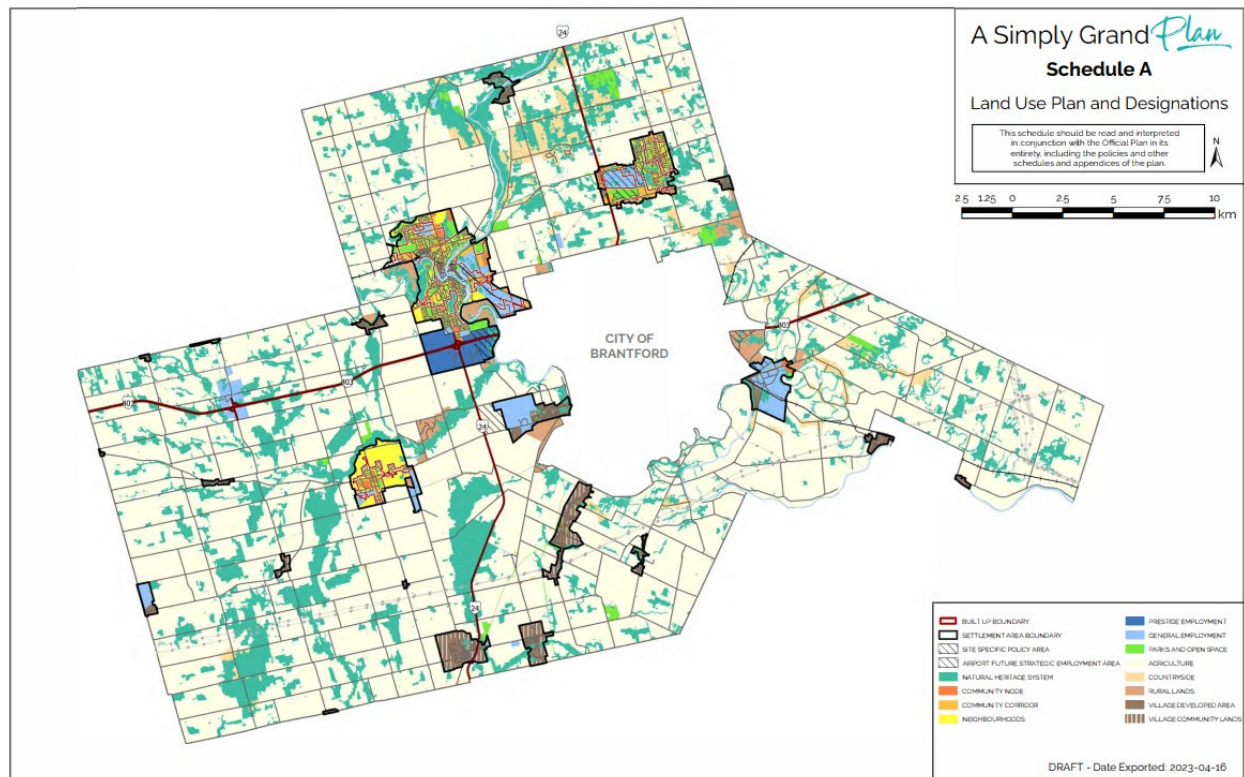 A Simply Grand Plan
Schedule A
Land Use Plan and Designations
This schedule should be read and interpreted
in conjunction with the Official Plan in its
entirety, including the policies and other
schedules and appendices of the plan.
N
2.5 1.25 0 2.5 5 7.5 10
km
24
403
CITY OF
BRANTFORD
403
403
24
24
BUILT UP BOUNDARY
SETTLEMENT AREA BOUNDARY
SITE SPECIFIC POLICY AREA
AIRPORT FUTURE STRATEGIC EMPLOYMENT AREA
NATURAL HERITAGE SYSTEM
COMMUNITY NODE
COMMUNITY CORRIDOR
NEIGHBOURHOODS
PRESTIGE EMPLOYMENT
GENERAL EMPLOYMENT
PARKS AND OPEN SPACE
AGRICULTURE
COUNTRYSIDE
RURAL LANDS
VILLAGE DEVELOPED AREA
VILLAGE COMMUNITY LANDS
DRAFT - Date Exported: 2023-04-16